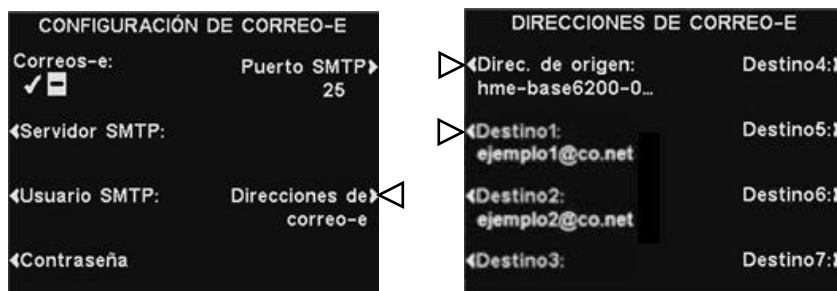 CONFIGURACIÓN DE CORREO-E
Correos-e:
Puerto SMTP
25
Servidor SMTP:
Usuario SMTP:
Direcciones de
correo-e
Contraseña
DIRECCIONES DE CORREO-E
Direc. de origen:
hme-base6200-0…
Destino4:
Destino1:
ejemplo1@co.net
Destino5:
Destino2:
ejemplo2@co.net
Destino6:
Destino3:
Destino7: